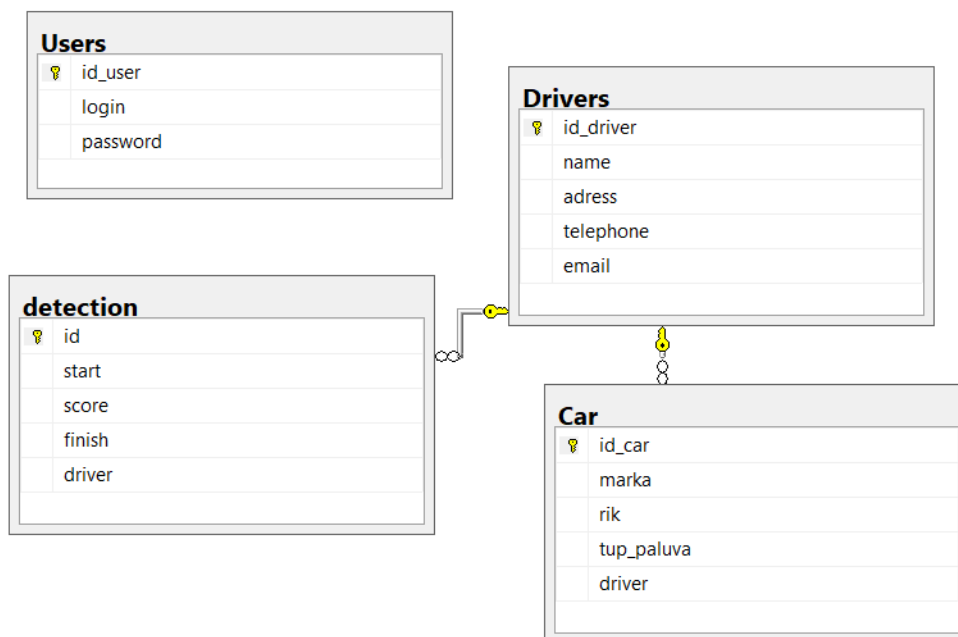 Users
id_user
login
password
Drivers
id_driver
name
adress
telephone
email
detection
id
start
score
finish
driver
Car
id_car
marka
rik
tup_paluva
driver